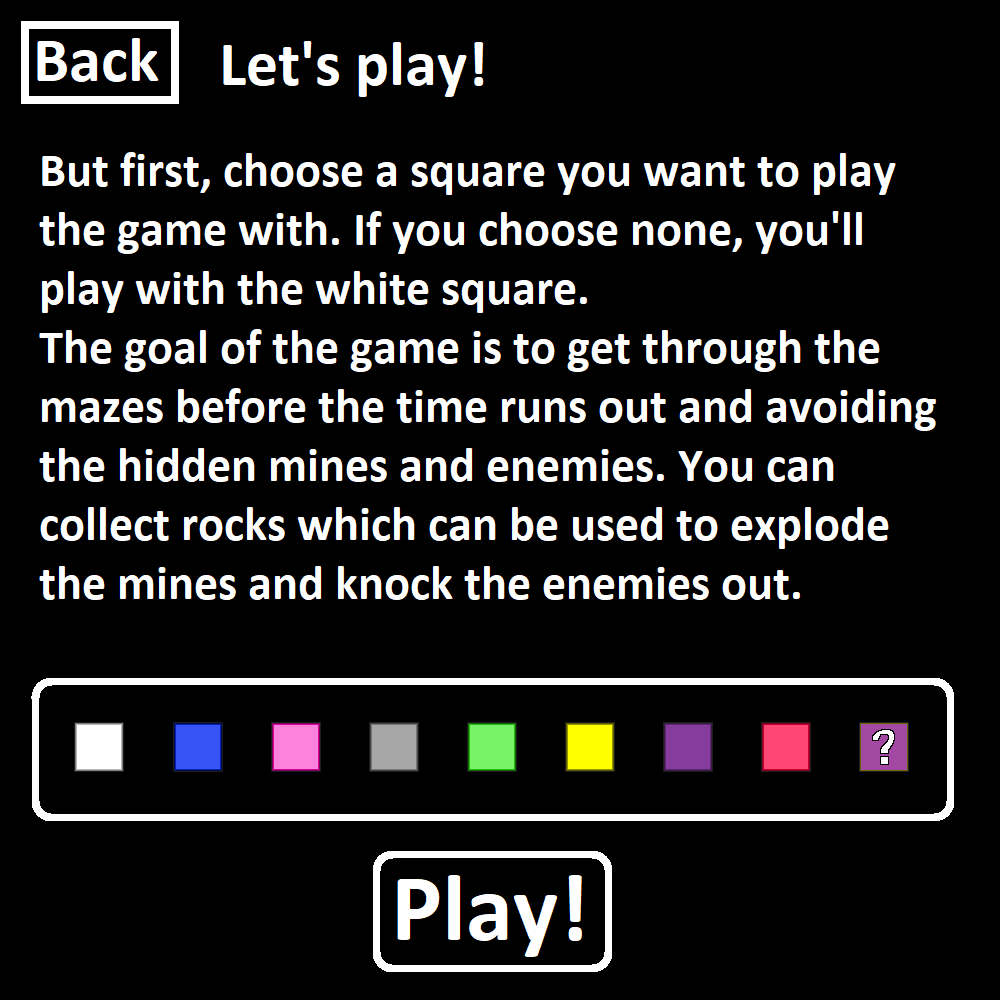 Back
Let's play!
But first, choose a square you want to play
the game with. If you choose none, you'll
play with the white square.
The goal of the game is to get through the
mazes before the time runs out and avoiding
the hidden mines and enemies. You can
collect rocks which can be used to explode
the mines and knock the enemies out.
?
Play!